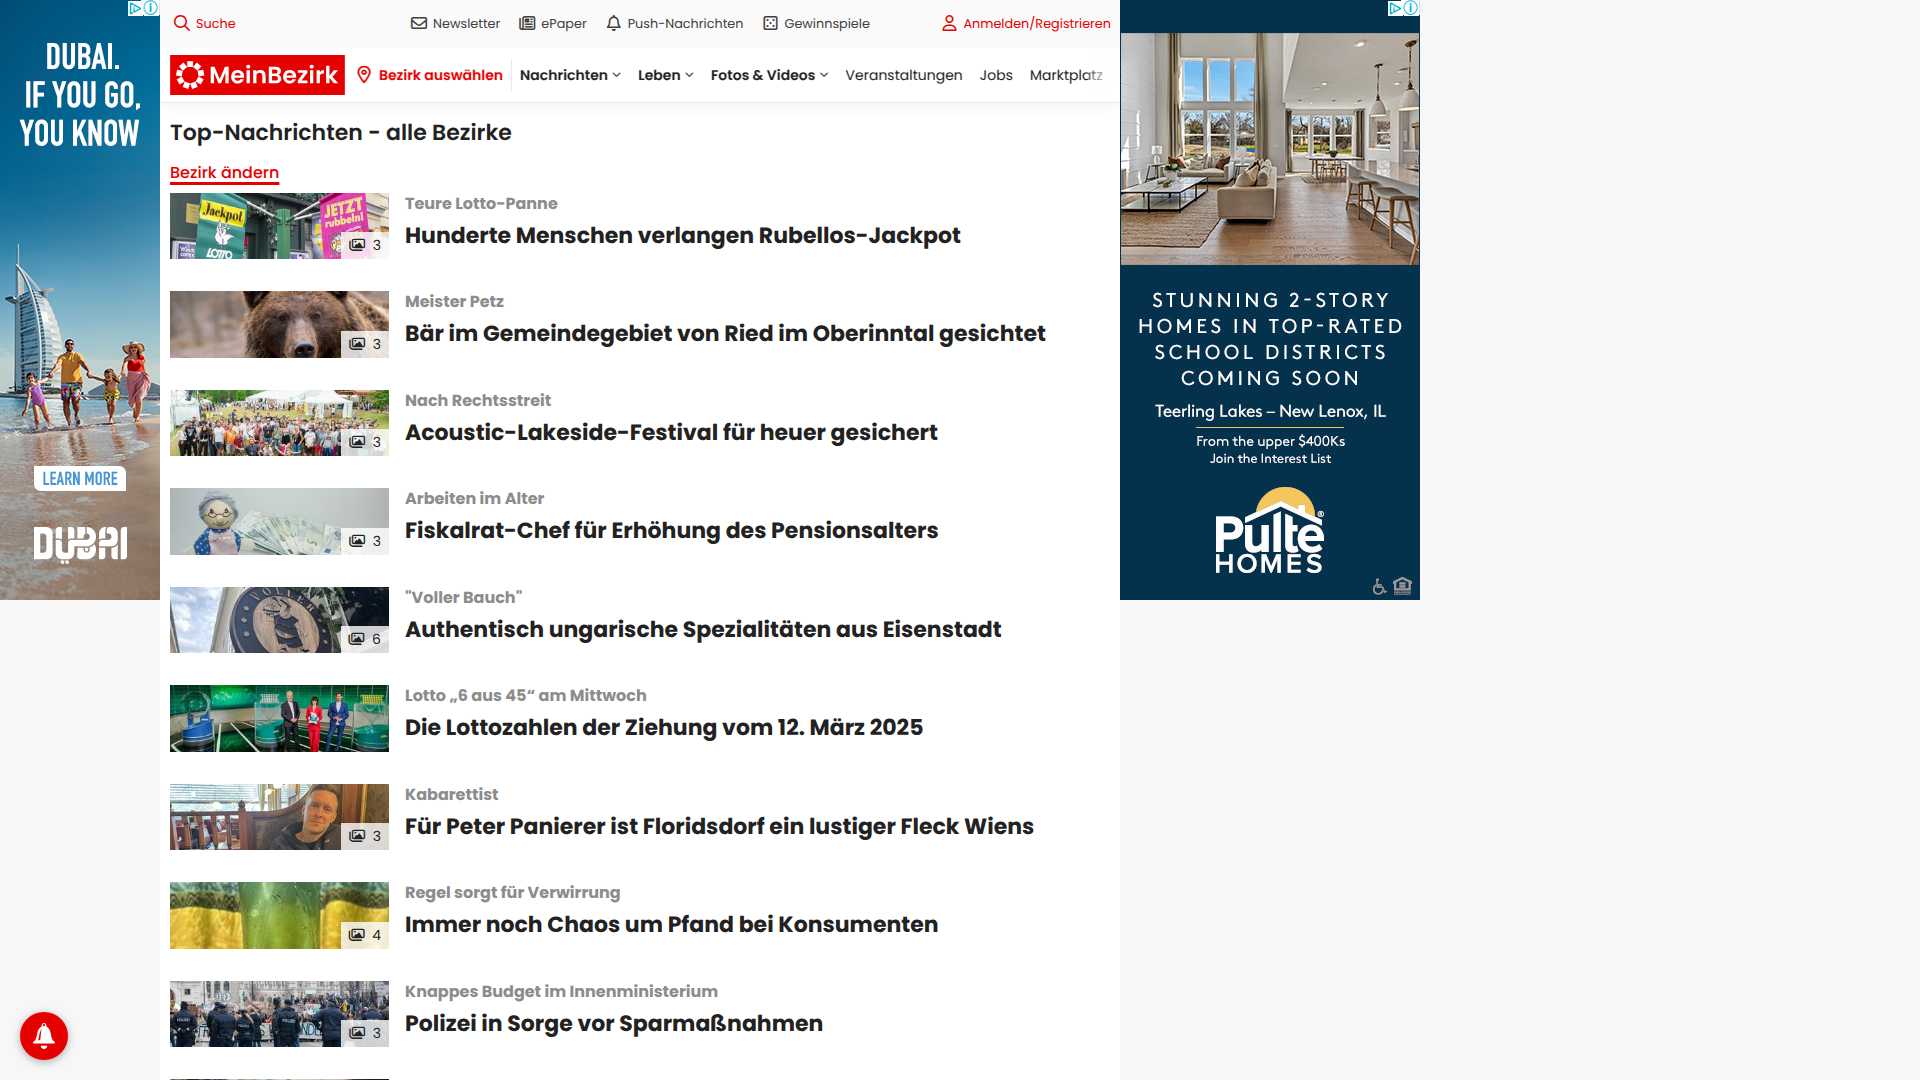 DUBAI.
IF YOU GO,
YOU KNOW
LEARN MORE
DUBAI
Suche
Newsletter
ePaper
Push-Nachrichten
Gewinnspiele
Anmelden/Registrieren
MeinBezirk
Bezirk auswählen
Nachrichten
Leben
Fotos & Videos
Veranstaltungen
Jobs
Marktplatz
Top-Nachrichten - alle Bezirke
Bezirk ändern
Jackpot
LOTTO
JETZT
rubbeln!
3
Teure Lotto-Panne
Hunderte Menschen verlangen Rubellos-Jackpot
3
Meister Petz
Bär im Gemeindegebiet von Ried im Oberinntal gesichtet
3
Nach Rechtsstreit
Acoustic-Lakeside-Festival für heuer gesichert
3
Arbeiten im Alter
Fiskalrat-Chef für Erhöhung des Pensionsalters
VOLLER
6
"Voller Bauch"
Authentisch ungarische Spezialitäten aus Eisenstadt
Lotto „6 aus 45“ am Mittwoch
Die Lottozahlen der Ziehung vom 12. März 2025
3
Kabarettist
Für Peter Panierer ist Floridsdorf ein lustiger Fleck Wiens
4
Regel sorgt für Verwirrung
Immer noch Chaos um Pfand bei Konsumenten
3
Knappes Budget im Innenministerium
Polizei in Sorge vor Sparmaßnahmen
STUNNING 2-STORY
HOMES IN TOP-RATED
SCHOOL DISTRICTS
COMING SOON
Teerling Lakes – New Lenox, IL
From the upper $400Ks
Join the Interest List
Pulte®
HOMES